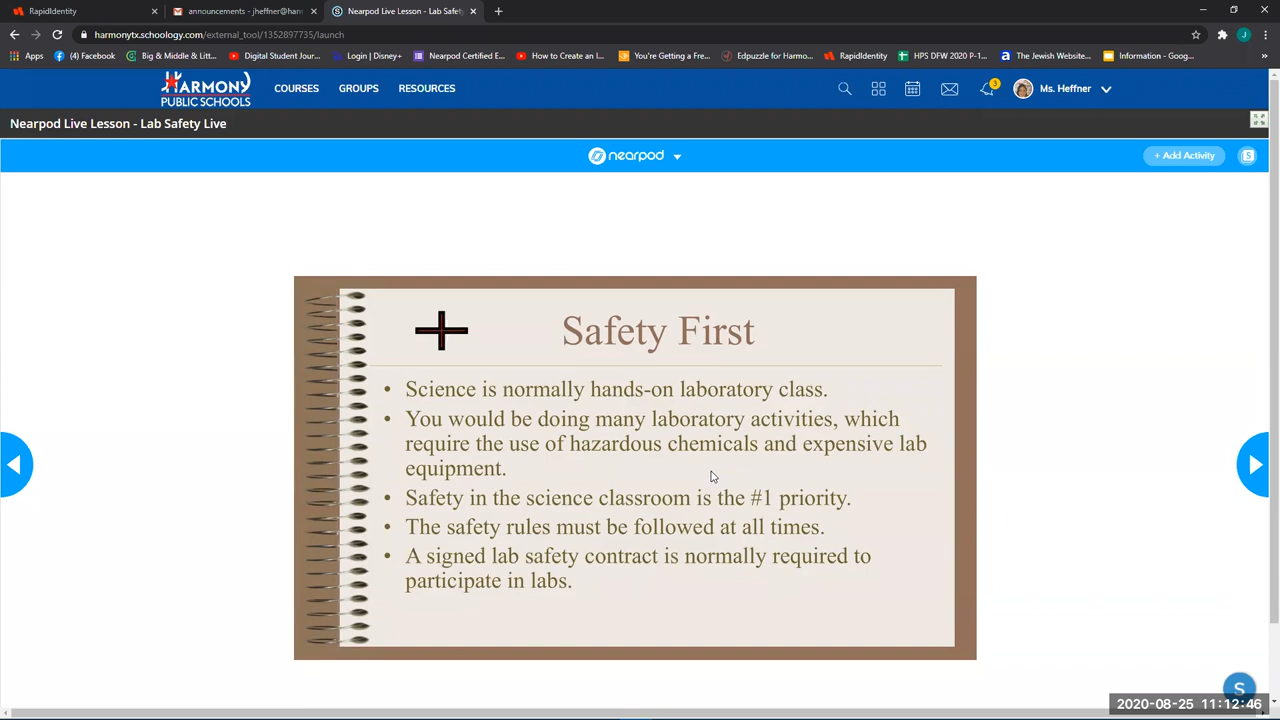 RapidIdentity
announcements - jheffner@harm
Nearpod Live Lesson - Lab Safety
harmonytx.schoology.com/external_tool/1352897735/launch
Apps
(4) Facebook
Big & Middle & Litt...
Digital Student Jour...
Login | Disney+
Nearpod Certified E...
How to Create an I...
You're Getting a Fre...
Edpuzzle for Harmo...
RapidIdentity
HPS DFW 2020 P-1...
The Jewish Website...
Information - Goog...
HARMONY
PUBLIC SCHOOLS
COURSES
GROUPS
RESOURCES
3
Ms. Heffner
Nearpod Live Lesson - Lab Safety Live
nearpod
+ Add Activity
S
Safety First
• Science is normally hands-on laboratory class.
• You would be doing many laboratory activities, which
require the use of hazardous chemicals and expensive lab
equipment.
• Safety in the science classroom is the #1 priority.
• The safety rules must be followed at all times.
• A signed lab safety contract is normally required to
participate in labs.
S
2020-08-25 11:12:46